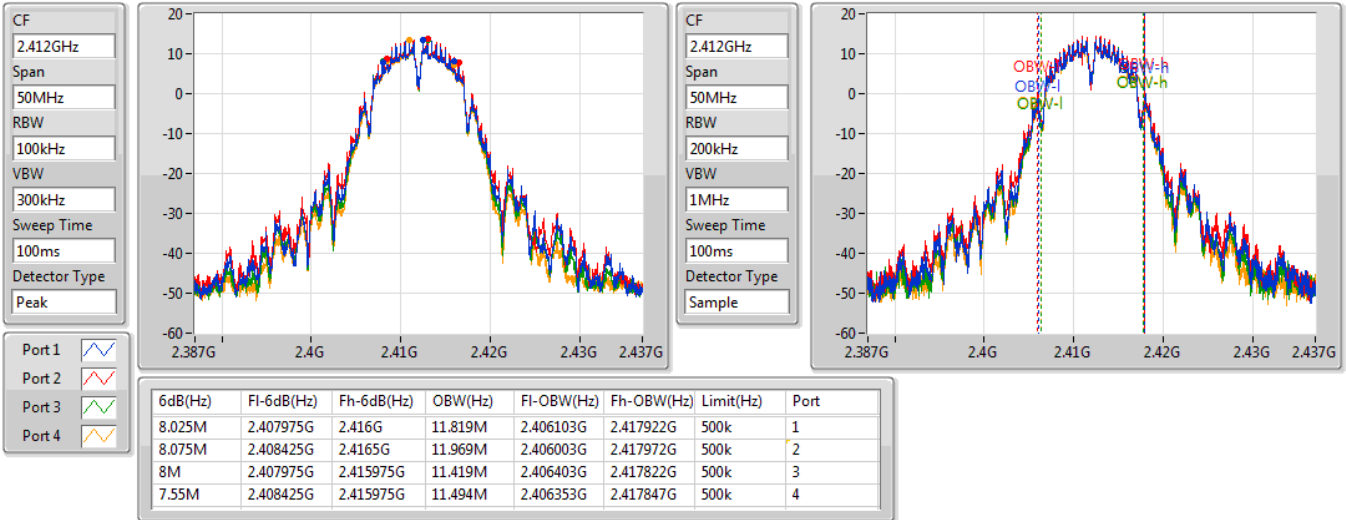 CF
2.412GHz
Span
50MHz
RBW
100kHz
VBW
300kHz
Sweep Time
100ms
Detector Type
Peak
20
10
0
-10
-20
-30
-40
-50
-60
2.387G 2.4G 2.41G 2.42G 2.43G 2.437G
CF
2.412GHz
Span
50MHz
RBW
200kHz
VBW
1MHz
Sweep Time
100ms
Detector Type
Sample
20
10
0
-10
-20
-30
-40
-50
-60
OBW-h
OBW-l OBW-h
OBW-l OBW-h
2.387G 2.4G 2.41G 2.42G 2.43G 2.437G
Port 1
Port 2
Port 3
Port 4
6dB(Hz) Fl-6dB(Hz) Fh-6dB(Hz) OBW(Hz) Fl-OBW(Hz) Fh-OBW(Hz) Limit(Hz) Port
8.025M 2.407975G 2.416G 11.819M 2.406103G 2.417922G 500k 1
8.075M 2.408425G 2.4165G 11.969M 2.406003G 2.417972G 500k 2
8M 2.407975G 2.415975G 11.419M 2.406403G 2.417822G 500k 3
7.55M 2.408425G 2.415975G 11.494M 2.406353G 2.417847G 500k 4